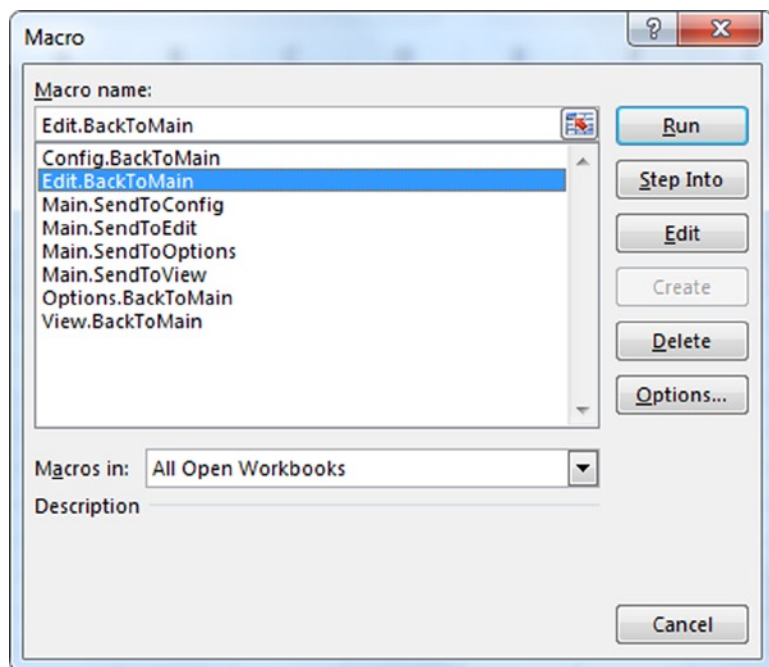 Macro
?
X
Macro name:
Edit.BackToMain
Config.BackToMain
Edit.BackToMain
Main.SendToConfig
Main.SendToEdit
Main.SendToOptions
Main.SendToView
Options.BackToMain
View.BackToMain
Run
Step Into
Edit
Create
Delete
Options...
Macros in: All Open Workbooks
Description
Cancel